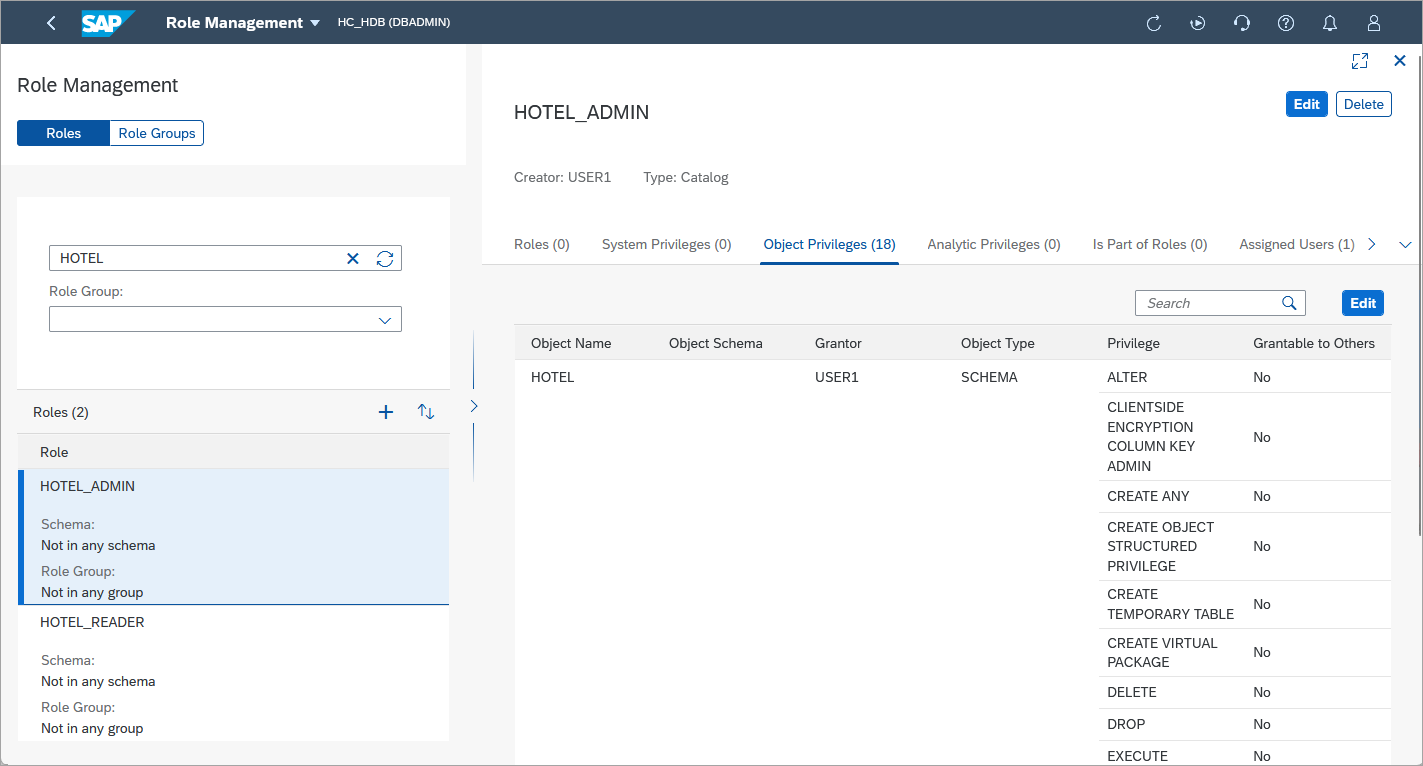 SAP Role Management HC_HDB (DBADMIN)
Role Management
Roles Role Groups
HOTEL
Role Group:
Roles (2)
Role
HOTEL_ADMIN
Schema:
Not in any schema
Role Group:
Not in any group
HOTEL_READER
Schema:
Not in any schema
Role Group:
Not in any group
HOTEL_ADMIN
Edit Delete
Creator: USER1 Type: Catalog
Roles (0) System Privileges (0) Object Privileges (18) Analytic Privileges (0) Is Part of Roles (0) Assigned Users (1)
Search Edit
Object Name Object Schema Grantor Object Type Privilege Grantable to Others
HOTEL USER1 SCHEMA ALTER No
CLIENTSIDE
ENCRYPTION
COLUMN KEY
ADMIN
No
CREATE ANY No
CREATE OBJECT
STRUCTURED
PRIVILEGE
No
CREATE
TEMPORARY TABLE
No
CREATE VIRTUAL
PACKAGE
No
DELETE No
DROP No
EXECUTE No